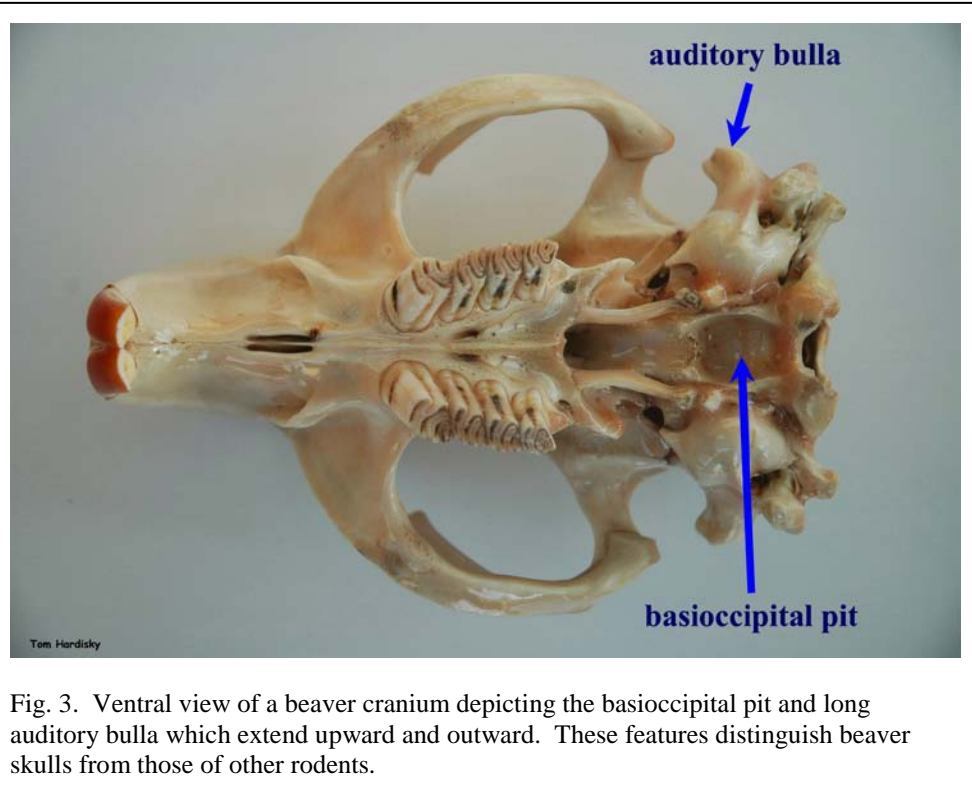 auditory bulla
basioccipital pit
Tom Hardisky
Fig. 3.  Ventral view of a beaver cranium depicting the basioccipital pit and long
auditory bulla which extend upward and outward.  These features distinguish beaver
skulls from those of other rodents.